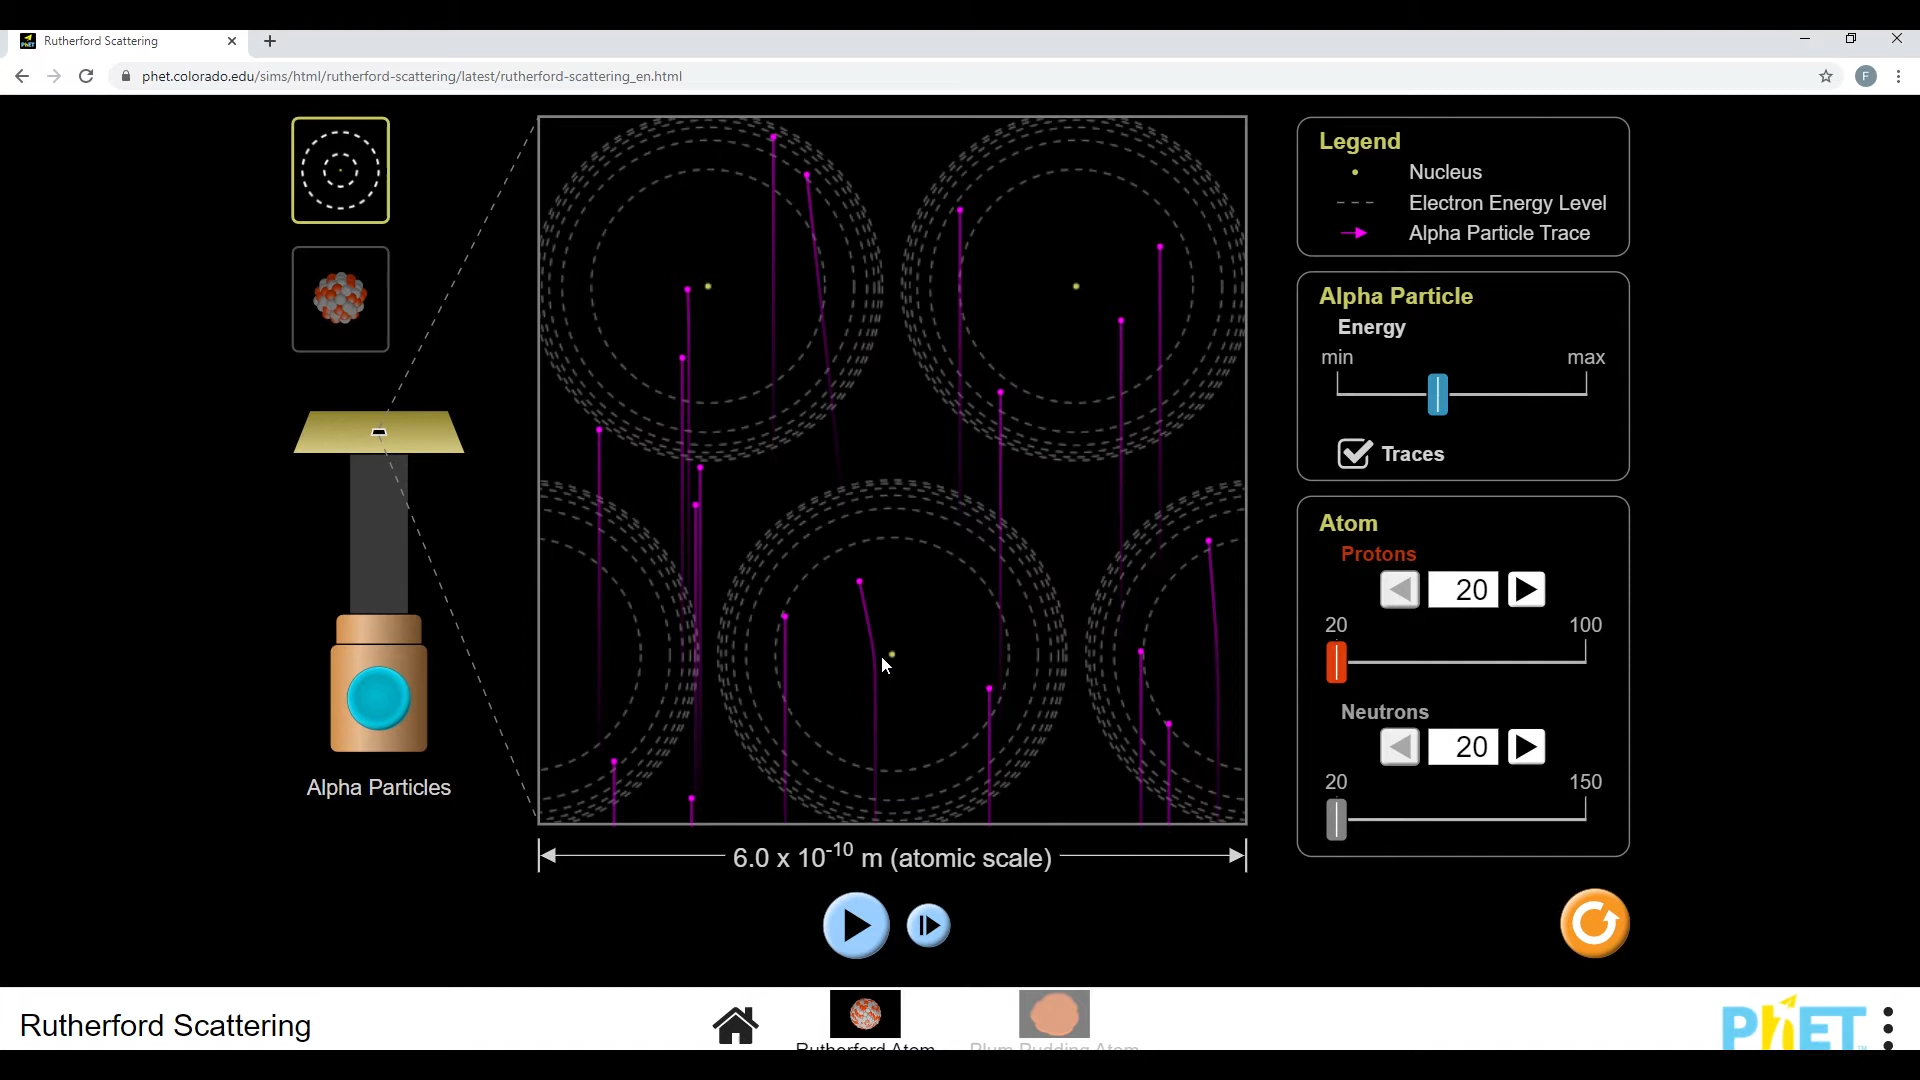 Rutherford Scattering
phet.colorado.edu/sims/html/rutherford-scattering/latest/rutherford-scattering_en.html
F
Legend
Nucleus
Electron Energy Level
Alpha Particle Trace
Alpha Particle
Energy
min max
Traces
Atom
Protons
20
20 100
Neutrons
20
20 150
Alpha Particles
6.0 x 10⁻¹⁰ m (atomic scale)
Rutherford Scattering
Rutherford Atom
Plum Pudding Atom
PhET